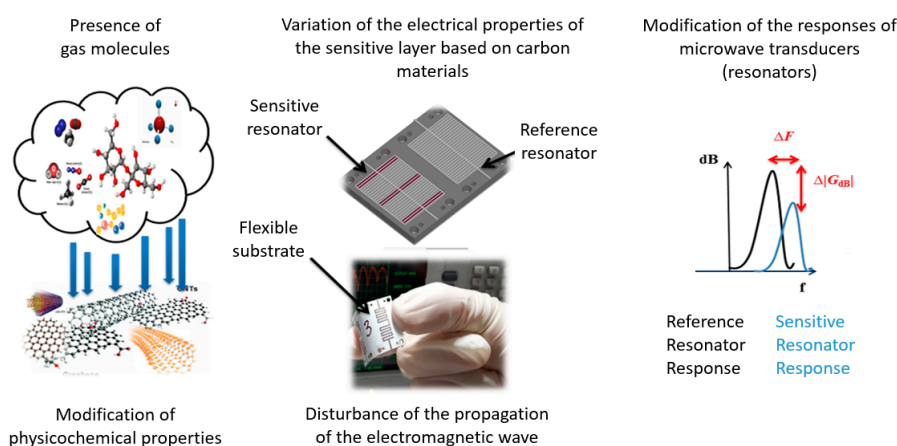 Presence of
gas molecules
Variation of the electrical properties of
the sensitive layer based on carbon
materials
Modification of the responses of
microwave transducers
(resonators)
Sensitive
resonator
Reference
resonator
Flexible
substrate
3
dB
ΔF
Δ|GdB|
f
Reference
Resonator
Response
Sensitive
Resonator
Response
Modification of
physicochemical properties
Disturbance of the propagation
of the electromagnetic wave